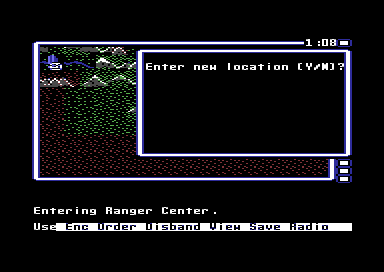 1:08
Enter new location (Y/N)?
Entering Ranger Center.
Use Enc Order Disband View Save Radio